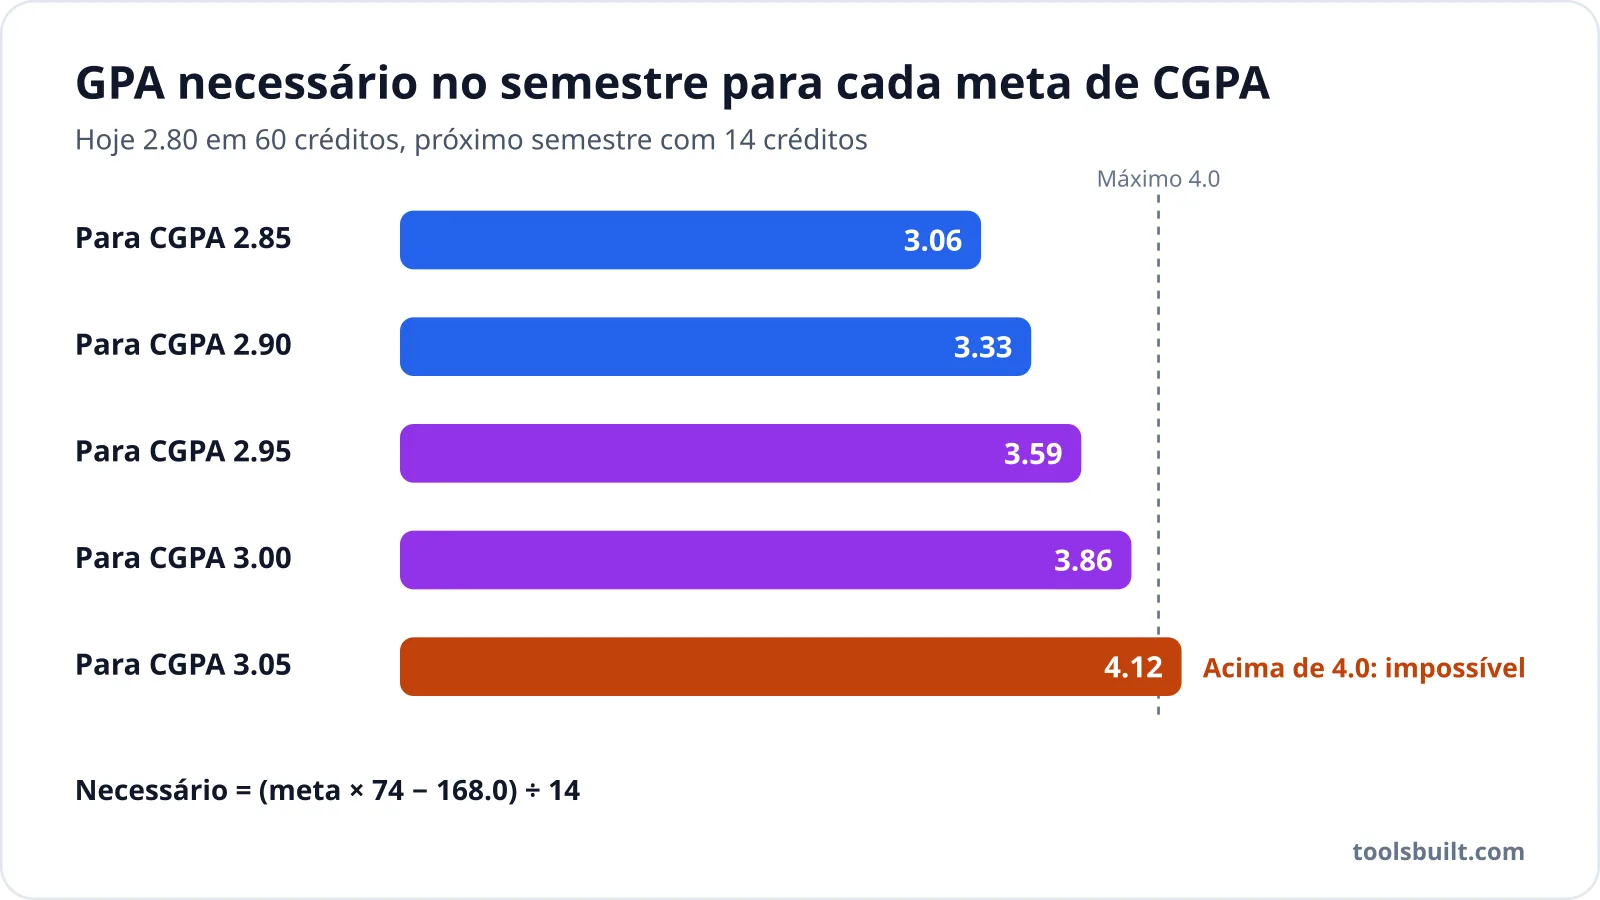 GPA necessário no semestre para cada meta de CGPA
Hoje 2.80 em 60 créditos, próximo semestre com 14 créditos
Máximo 4.0
Para CGPA 2.85
3.06
Para CGPA 2.90
3.33
Para CGPA 2.95
3.59
Para CGPA 3.00
3.86
Para CGPA 3.05
4.12
Acima de 4.0: impossível
Necessário = (meta × 74 − 168.0) ÷ 14
toolsbuilt.com